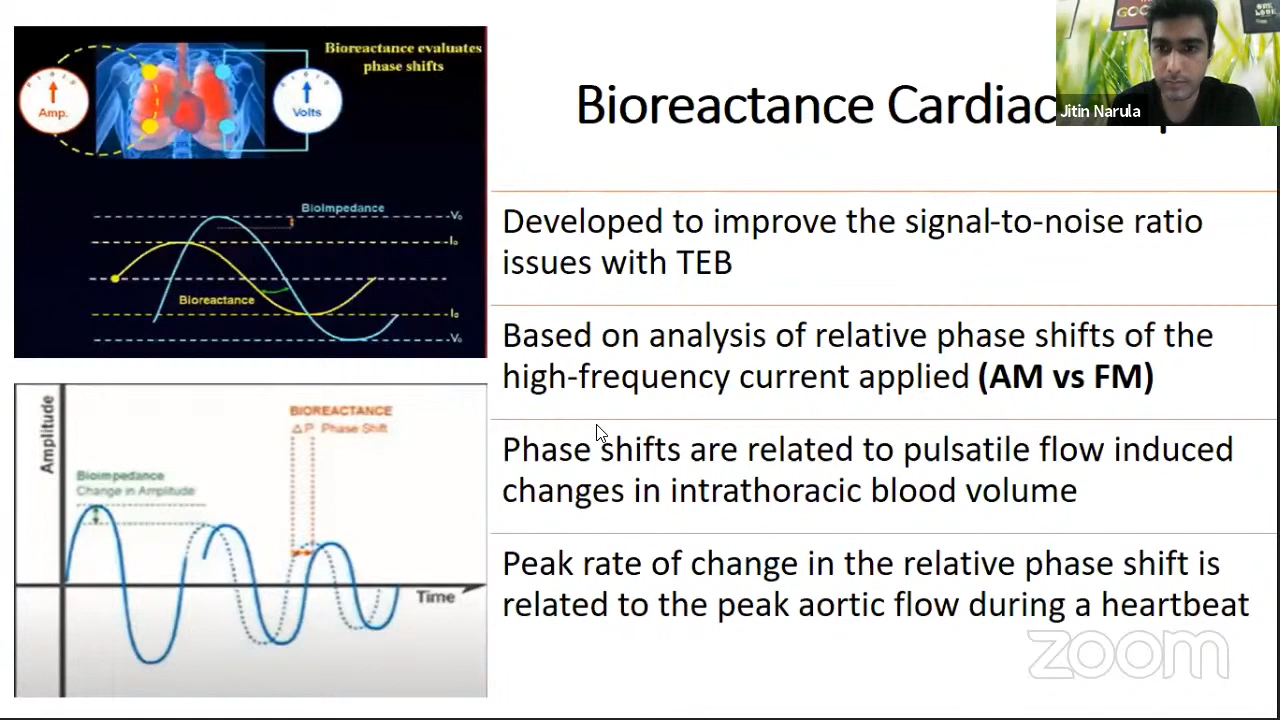 Bioreactance evaluates
phase shifts
Amp.
Volts
BioImpedance
V₀
I₀
Bioreactance
I₀
V₀
Amplitude
BIOREACTANCE
ΔP Phase Shift
Bioimpedance
Change in Amplitude
Time
Bioreactance Cardiac
Jitin Narula
Developed to improve the signal-to-noise ratio
issues with TEB
Based on analysis of relative phase shifts of the
high-frequency current applied (AM vs FM)
Phase shifts are related to pulsatile flow induced
changes in intrathoracic blood volume
Peak rate of change in the relative phase shift is
related to the peak aortic flow during a heartbeat
zoom